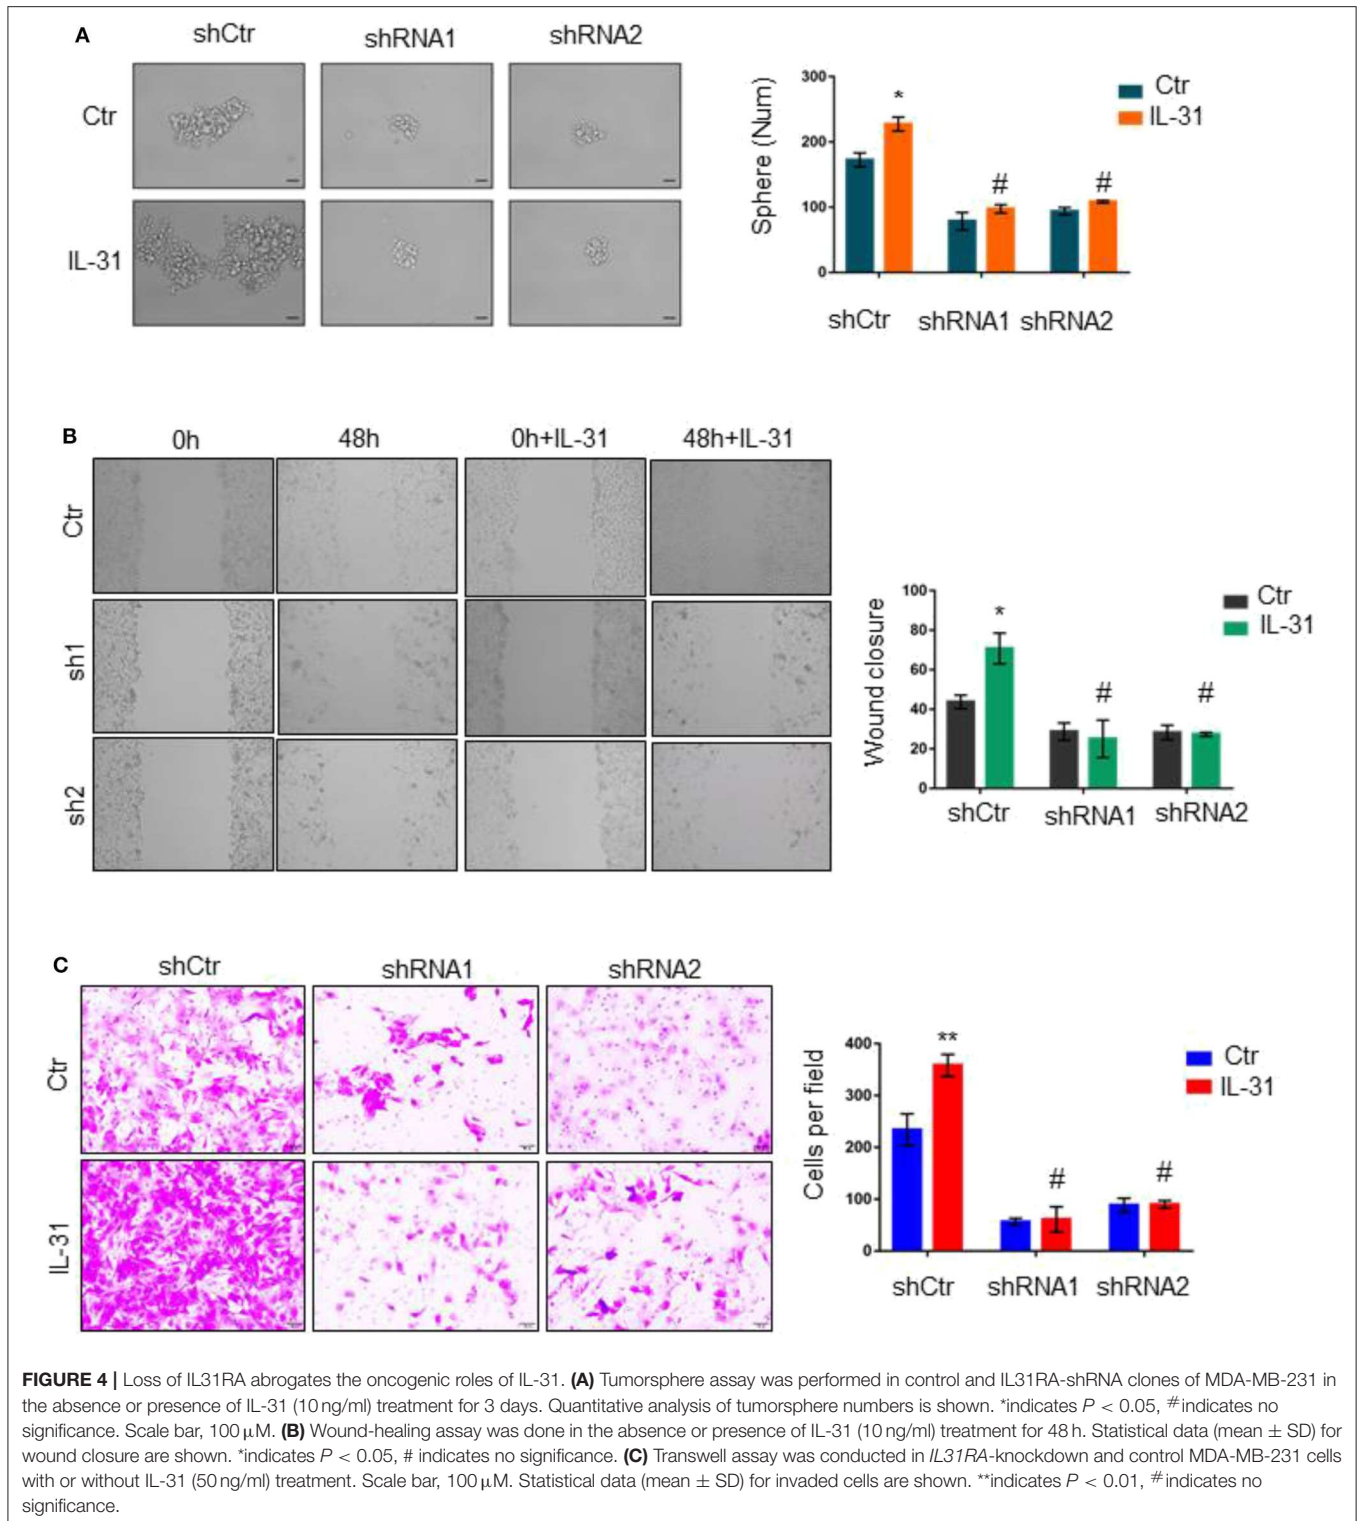 A
shCtr
shRNA1
shRNA2
Ctr
IL-31
300
200
100
0
Sphere (Num)
*
#
#
Ctr
IL-31
shCtr
shRNA1
shRNA2
B
0h
48h
0h+IL-31
48h+IL-31
Ctr
sh1
sh2
100
80
60
40
20
0
Wound closure
*
#
#
Ctr
IL-31
shCtr
shRNA1
shRNA2
C
shCtr
shRNA1
shRNA2
Ctr
IL-31
400
300
200
100
0
Cells per field
**
#
#
Ctr
IL-31
shCtr
shRNA1
shRNA2
FIGURE 4 | Loss of IL31RA abrogates the oncogenic roles of IL-31. (A) Tumorsphere assay was performed in control and IL31RA-shRNA clones of MDA-MB-231 in
the absence or presence of IL-31 (10 ng/ml) treatment for 3 days. Quantitative analysis of tumorsphere numbers is shown. *indicates P < 0.05, #indicates no
significance. Scale bar, 100 μM. (B) Wound-healing assay was done in the absence or presence of IL-31 (10 ng/ml) treatment for 48 h. Statistical data (mean ± SD) for
wound closure are shown. *indicates P < 0.05, # indicates no significance. (C) Transwell assay was conducted in IL31RA-knockdown and control MDA-MB-231 cells
with or without IL-31 (50 ng/ml) treatment. Scale bar, 100 μM. Statistical data (mean ± SD) for invaded cells are shown. **indicates P < 0.01, #indicates no
significance.